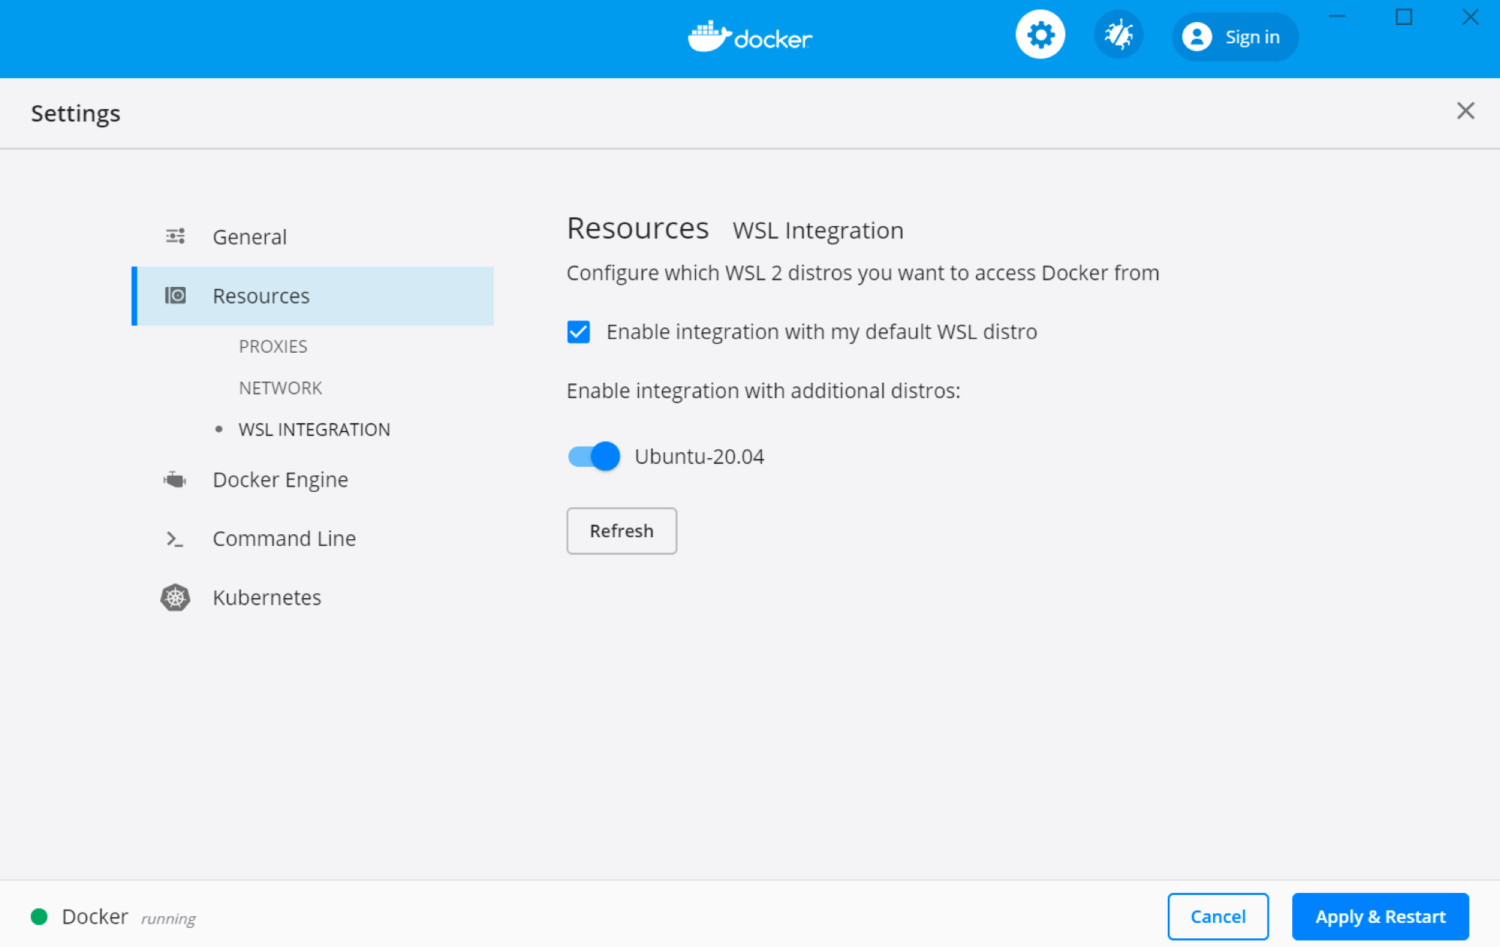 docker
Sign in
Settings
General
Resources
PROXIES
NETWORK
WSL INTEGRATION
Docker Engine
Command Line
Kubernetes
Resources WSL Integration
Configure which WSL 2 distros you want to access Docker from
Enable integration with my default WSL distro
Enable integration with additional distros:
Ubuntu-20.04
Refresh
Docker running
Cancel
Apply & Restart